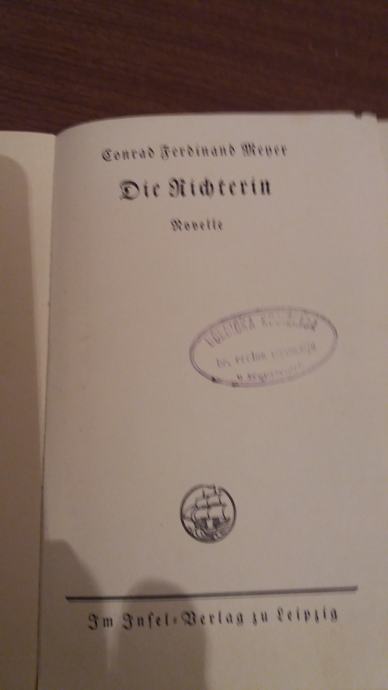 Conrad Ferdinand Meyer
Die Richterin
Novelle
Im Insel-Verlag zu Leipzig